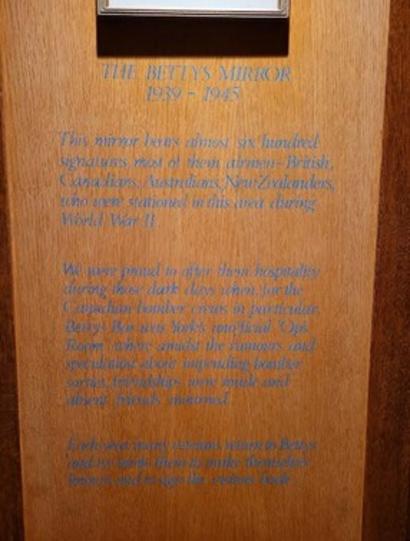 THE BETTYS MIRROR
1939 - 1945
This mirror bears almost six hundred
signatures most of them airmen - British,
Canadians, Australians, New Zealanders,
who were stationed in this area during
World War II.
We were proud to offer them hospitality
during those dark days when, for the
Canadian bomber crews in particular,
Bettys Bar was York's unofficial 'Ops
Room', where amidst the rumours and
speculation about impending bomber
sorties, friendships were made and
absent friends mourned.
Each year many veterans return to Bettys
and we invite them to make themselves
known and to sign the visitors book